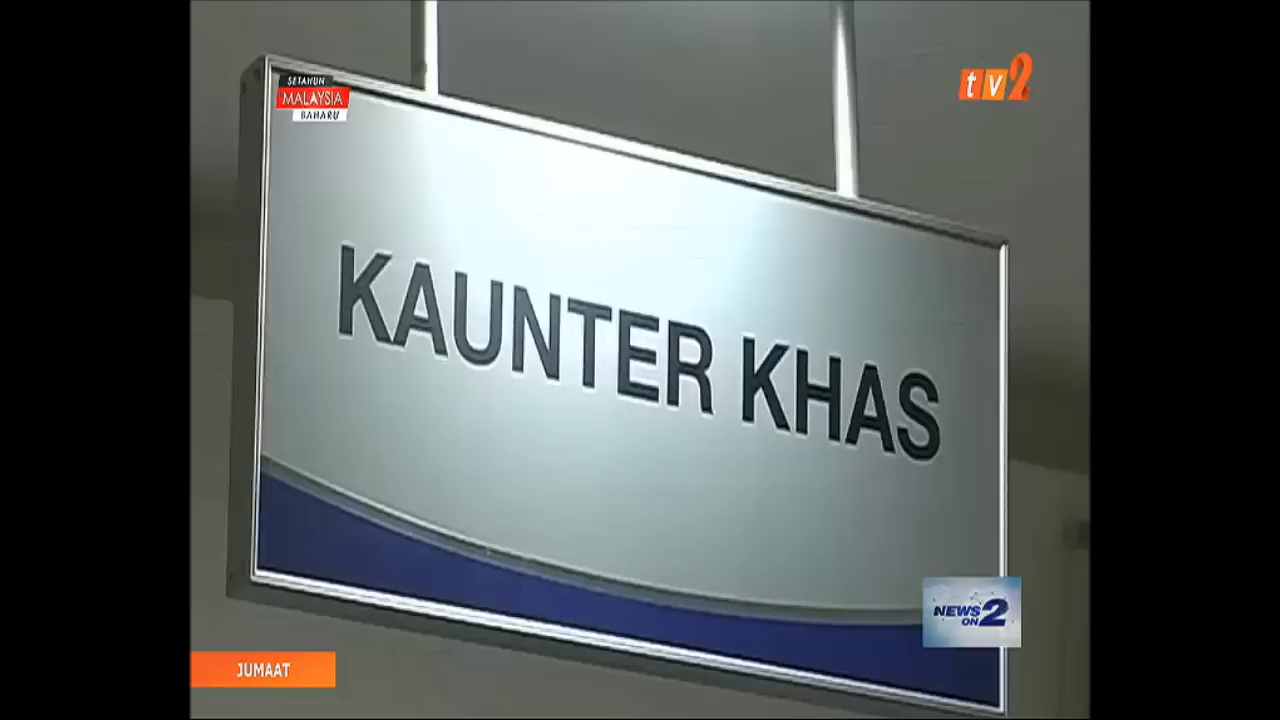 SETAHUN
MALAYSIA
BAHARU
tv2
KAUNTER KHAS
NEWS
ON 2
JUMAAT